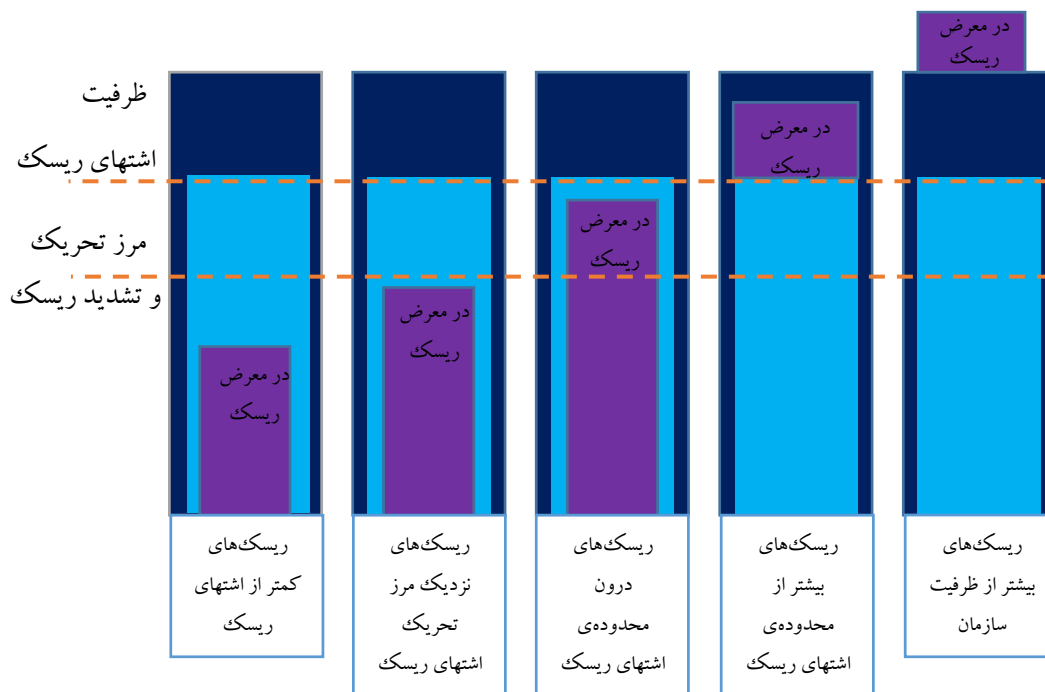 ظرفیت
اشتهای ریسک
مرز تحریک
و تشدید ریسک
در معرض
ریسک
در معرض
ریسک
در معرض
ریسک
در معرض
ریسک
در معرض
ریسک
ریسک‌های
کمتر از اشتهای
ریسک
ریسک‌های
نزدیک مرز
تحریک
اشتهای ریسک
ریسک‌های
درون
محدوده‌ی
اشتهای ریسک
ریسک‌های
بیشتر از
محدوده‌ی
اشتهای ریسک
ریسک‌های
بیشتر از ظرفیت
سازمان